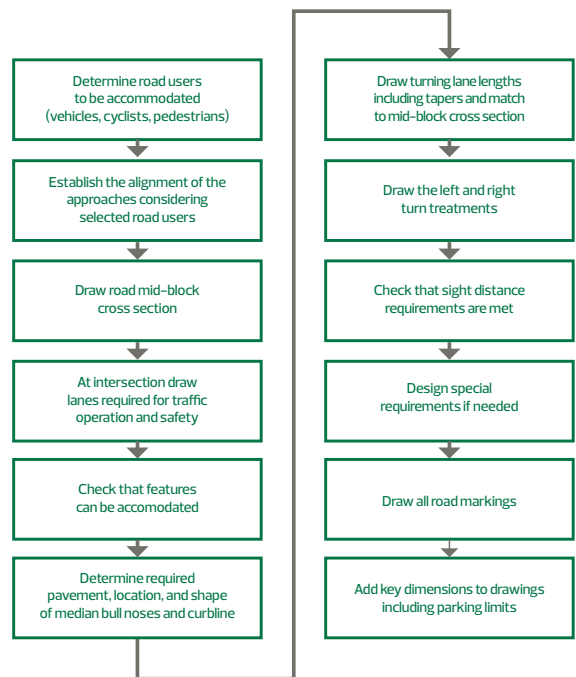 Determine road users
to be accommodated
(vehicles, cyclists, pedestrians)
Establish the alignment of the
approaches considering
selected road users
Draw road mid-block
cross section
At intersection draw
lanes required for traffic
operation and safety
Check that features
can be accomodated
Determine required
pavement, location, and shape
of median bull noses and curbline
Draw turning lane lengths
including tapers and match
to mid-block cross section
Draw the left and right
turn treatments
Check that sight distance
requirements are met
Design special
requirements if needed
Draw all road markings
Add key dimensions to drawings
including parking limits